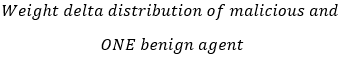 Weight delta distribution of malicious and
ONE benign agent